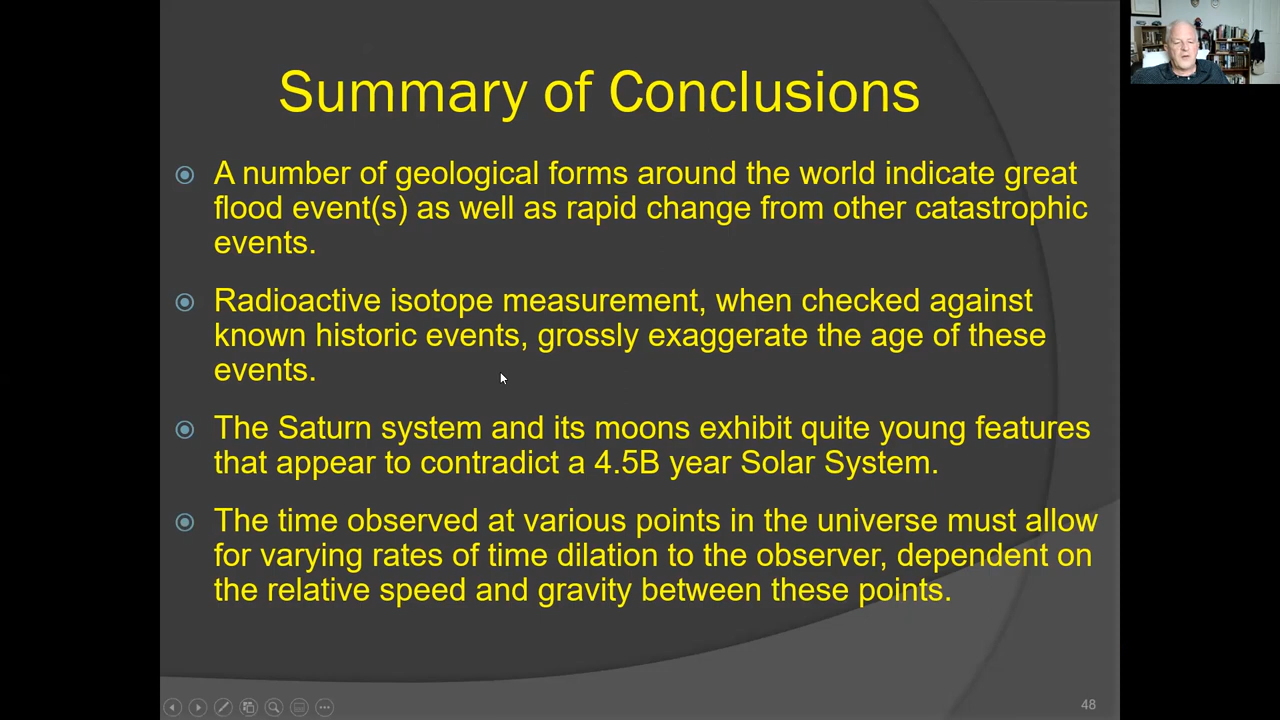 Summary of Conclusions
A number of geological forms around the world indicate great
flood event(s) as well as rapid change from other catastrophic
events.
Radioactive isotope measurement, when checked against
known historic events, grossly exaggerate the age of these
events.
The Saturn system and its moons exhibit quite young features
that appear to contradict a 4.5B year Solar System.
The time observed at various points in the universe must allow
for varying rates of time dilation to the observer, dependent on
the relative speed and gravity between these points.
48